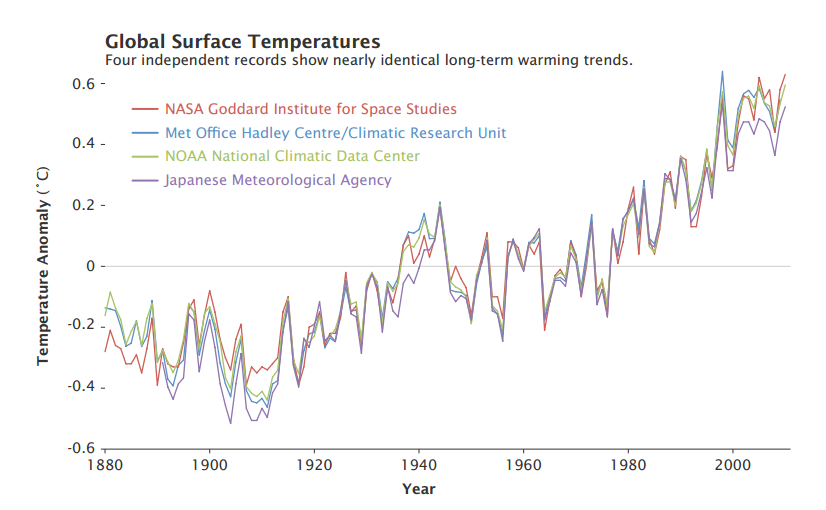 Global Surface Temperatures
Four independent records show nearly identical long-term warming trends.
0.6
NASA Goddard Institute for Space Studies
Met Office Hadley Centre/Climatic Research Unit
0.4
NOAA National Climatic Data Center
Japanese Meteorological Agency
0.2
0
-0.2
-0.4
-0.6
Temperature Anomaly (˚C)
1880
1900
1920
1940
1960
1980
2000
Year